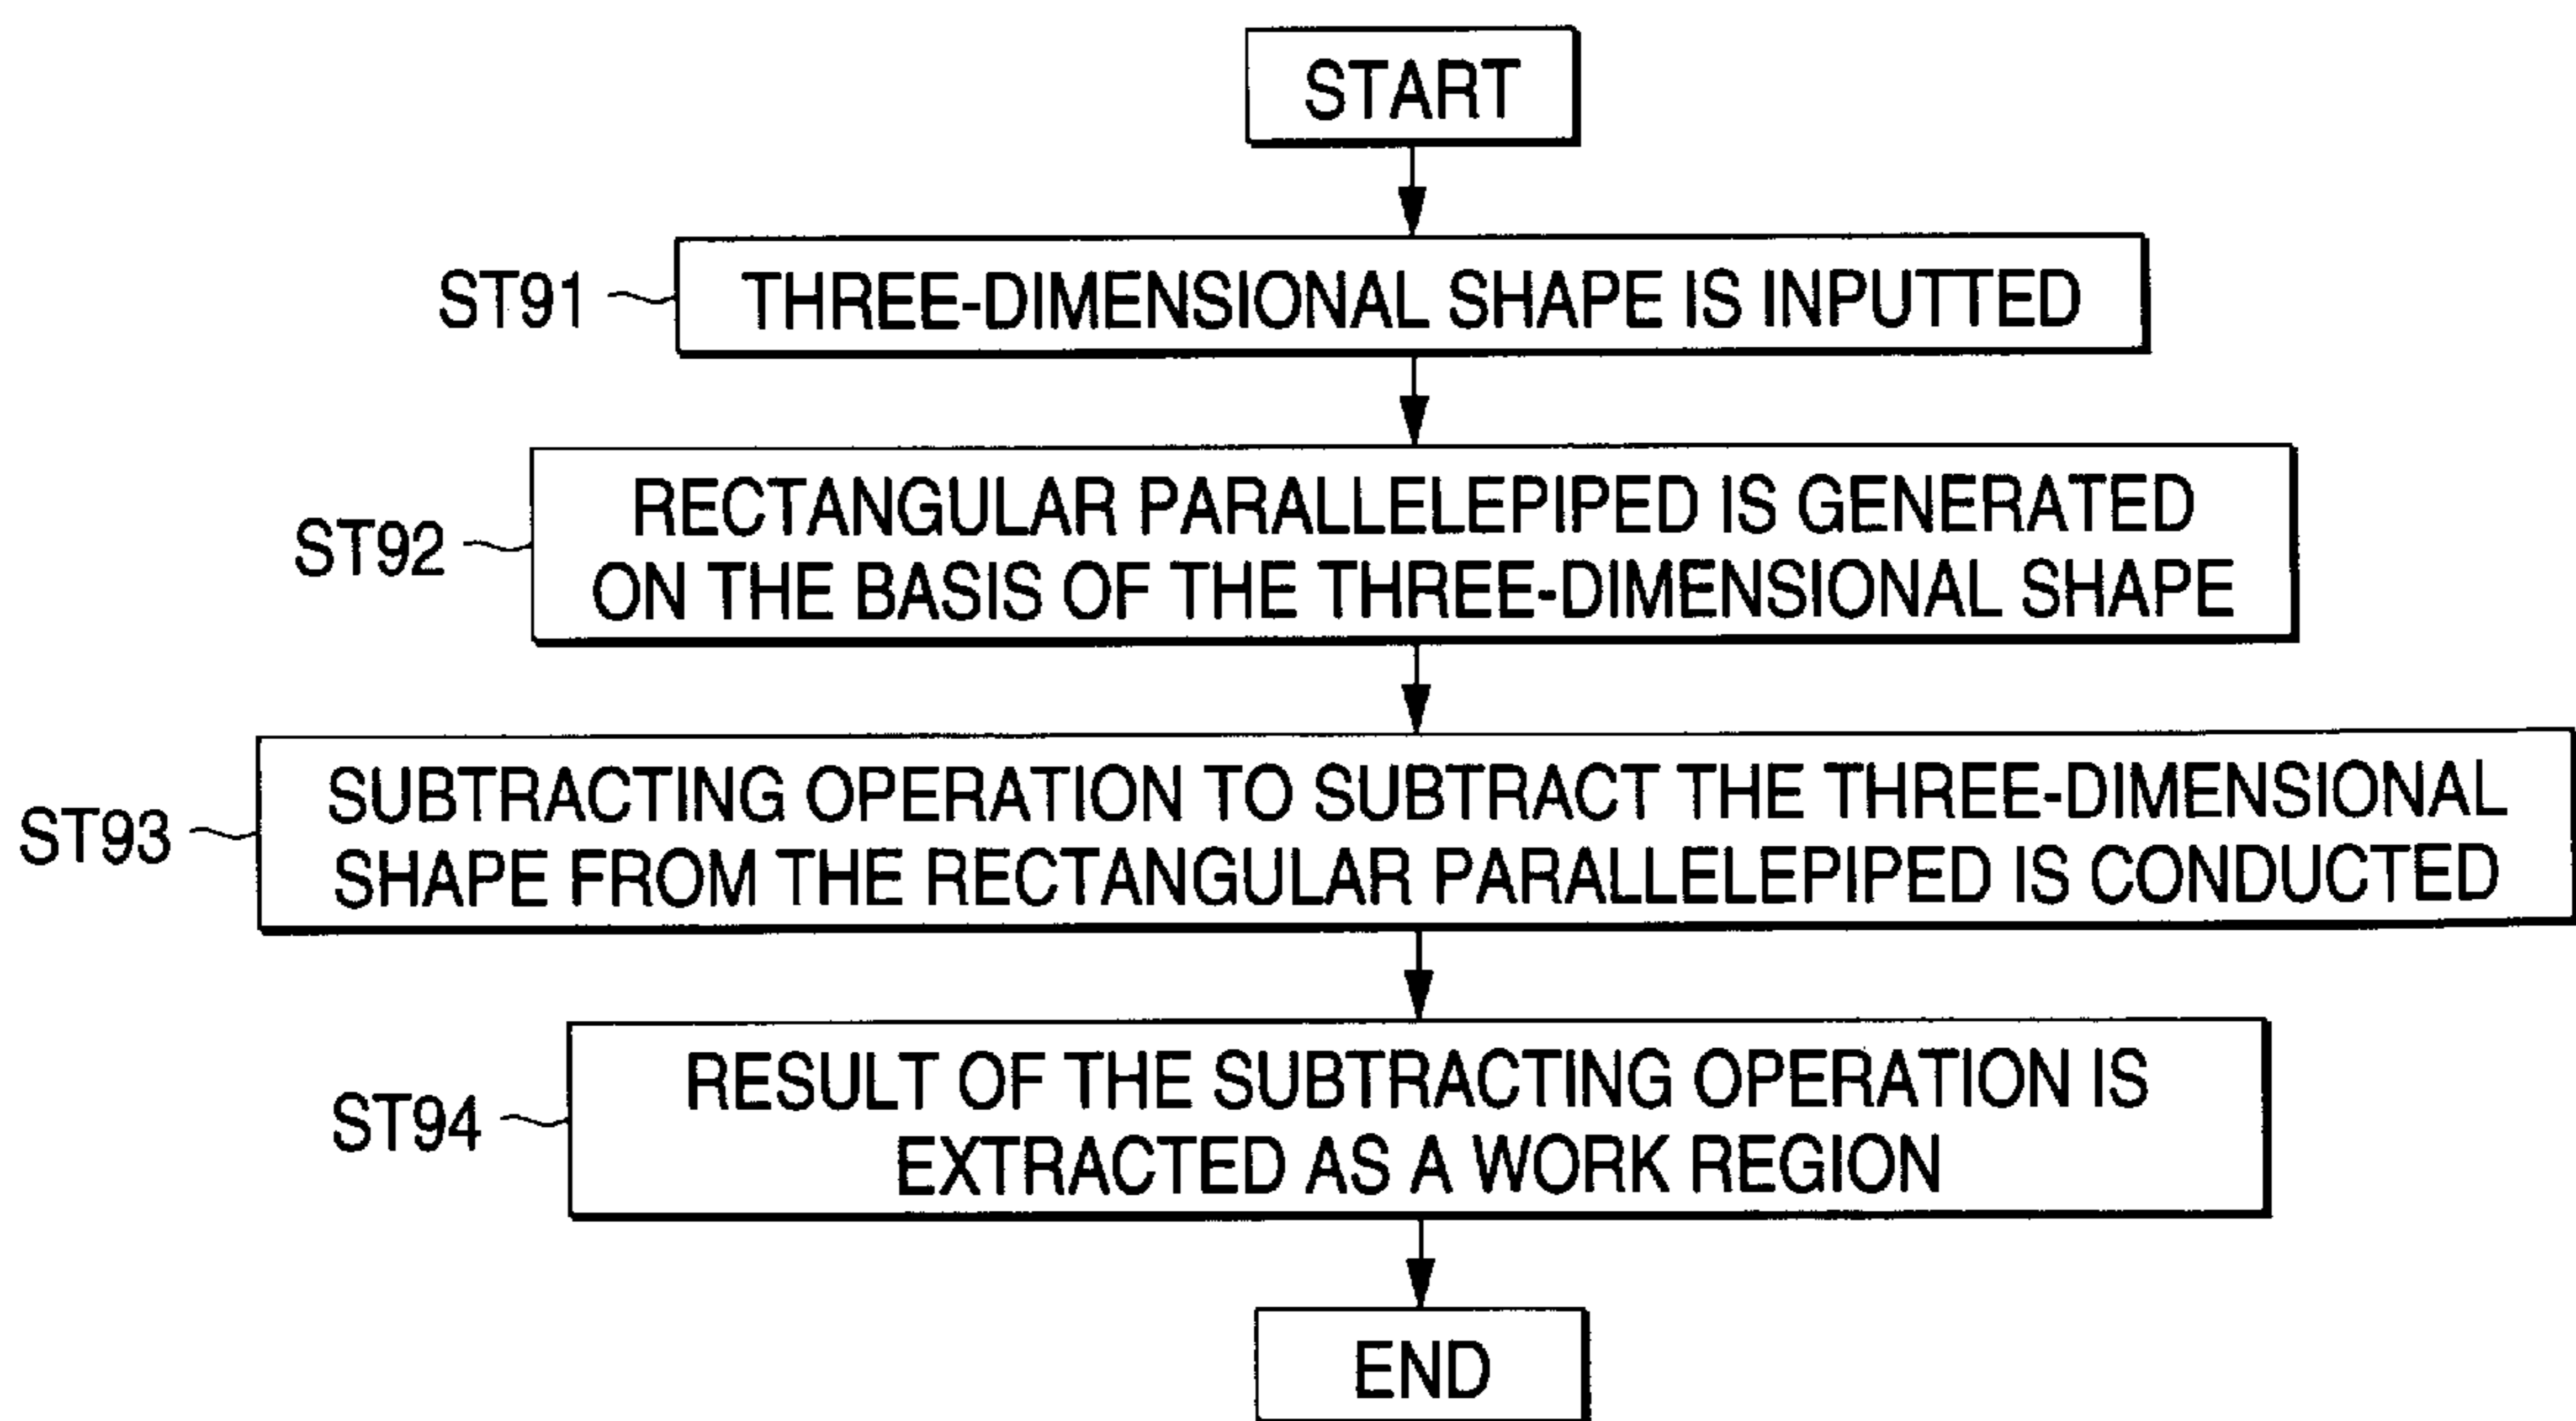 START
ST91
THREE-DIMENSIONAL SHAPE IS INPUTTED
ST92
RECTANGULAR PARALLELEPIPED IS GENERATED
ON THE BASIS OF THE THREE-DIMENSIONAL SHAPE
ST93
SUBTRACTING OPERATION TO SUBTRACT THE THREE-DIMENSIONAL
SHAPE FROM THE RECTANGULAR PARALLELEPIPED IS CONDUCTED
ST94
RESULT OF THE SUBTRACTING OPERATION IS
EXTRACTED AS A WORK REGION
END